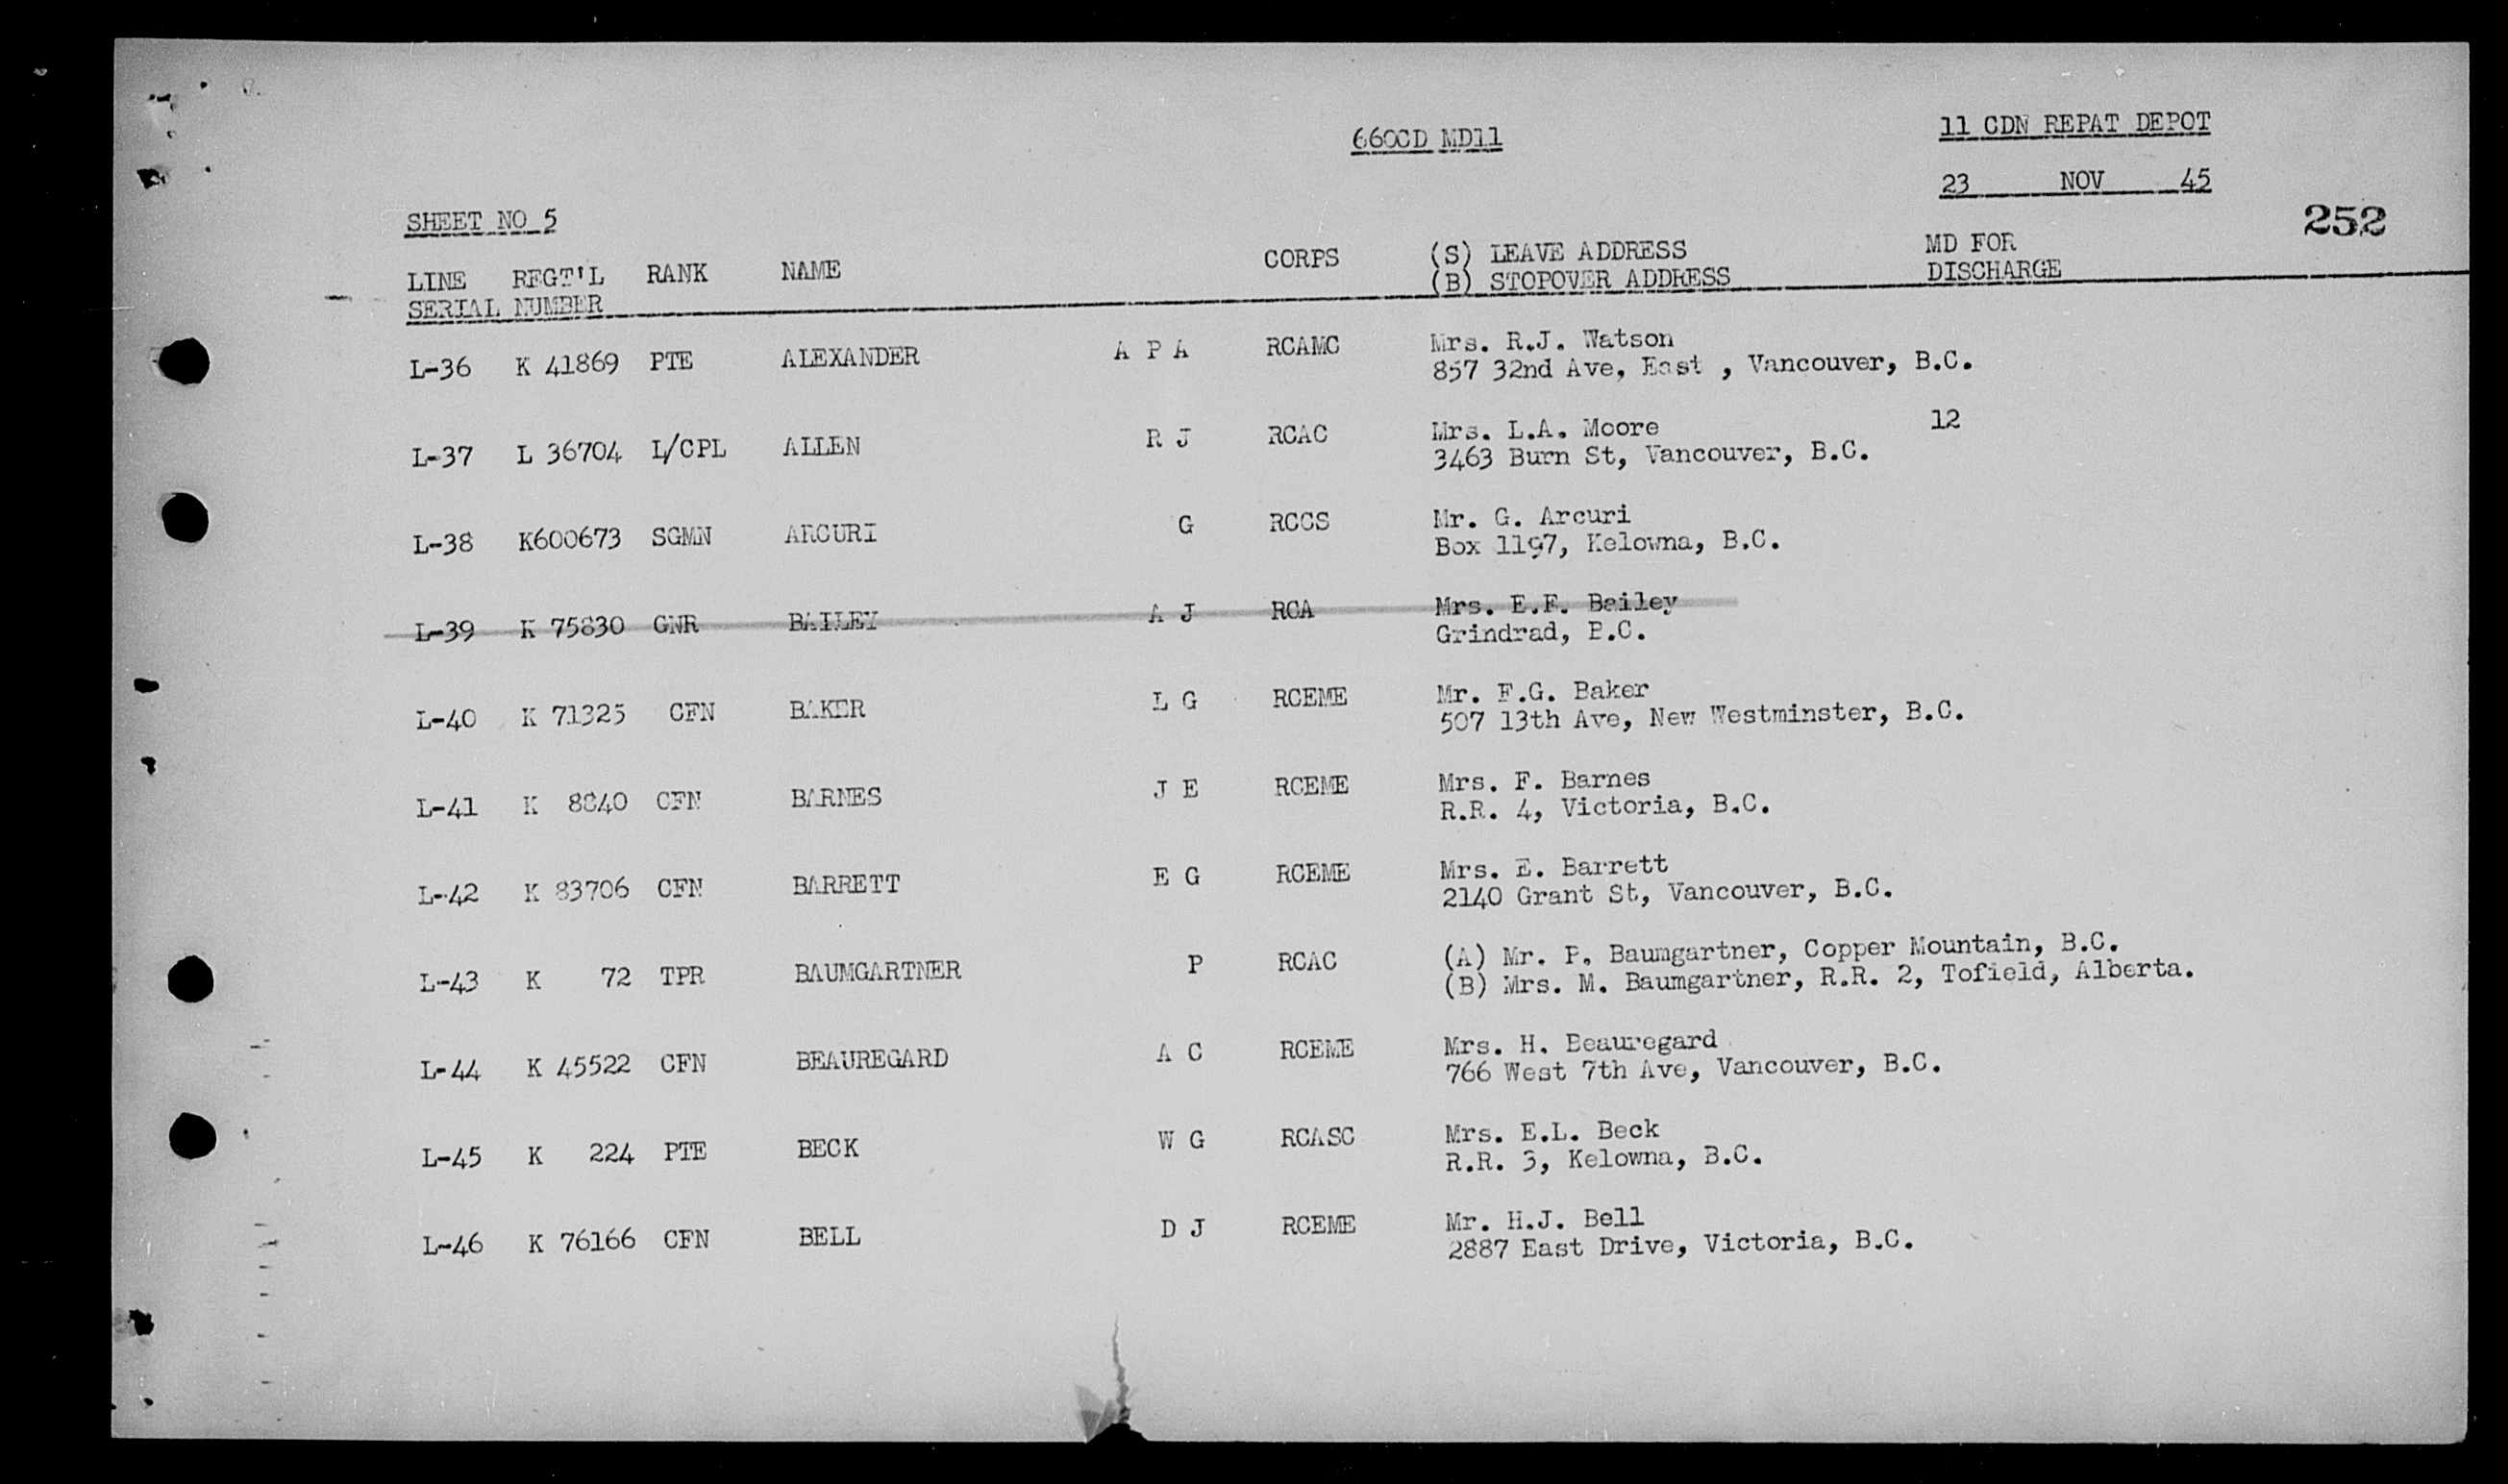 660CD MD11
11 CDN REPAT DEPOT
23 NOV 45
252
SHEET NO 5
LINE REGT'L RANK NAME CORPS (S) LEAVE ADDRESS MD FOR
SERIAL NUMBER (B) STOPOVER ADDRESS DISCHARGE
L-36 K 41869 PTE ALEXANDER A P A RCAMC Mrs. R.J. Watson
857 32nd Ave, East , Vancouver, B.C.
L-37 L 36704 L/CPL ALLEN R J RCAC Mrs. L.A. Moore 12
3463 Burn St, Vancouver, B.C.
L-38 K600673 SGMN ARCURI G RCCS Mr. G. Arcuri
Box 1197, Kelowna, B.C.
L-39 K 75830 GNR BAILEY A J RCA Mrs. E.F. Bailey
Grindrad, B.C.
L-40 K 71325 CFN BAKER L G RCEME Mr. F.G. Baker
507 13th Ave, New Westminster, B.C.
L-41 K 8840 CFN BARNES J E RCEME Mrs. F. Barnes
R.R. 4, Victoria, B.C.
L-42 K 83706 CFN BARRETT E G RCEME Mrs. E. Barrett
2140 Grant St, Vancouver, B.C.
L-43 K 72 TPR BAUMGARTNER P RCAC (A) Mr. P. Baumgartner, Copper Mountain, B.C.
(B) Mrs. M. Baumgartner, R.R. 2, Tofield, Alberta.
L-44 K 45522 CFN BEAUREGARD A C RCEME Mrs. H. Beauregard
766 West 7th Ave, Vancouver, B.C.
L-45 K 224 PTE BECK W G RCASC Mrs. E.L. Beck
R.R. 3, Kelowna, B.C.
L-46 K 76166 CFN BELL D J RCEME Mr. H.J. Bell
2887 East Drive, Victoria, B.C.